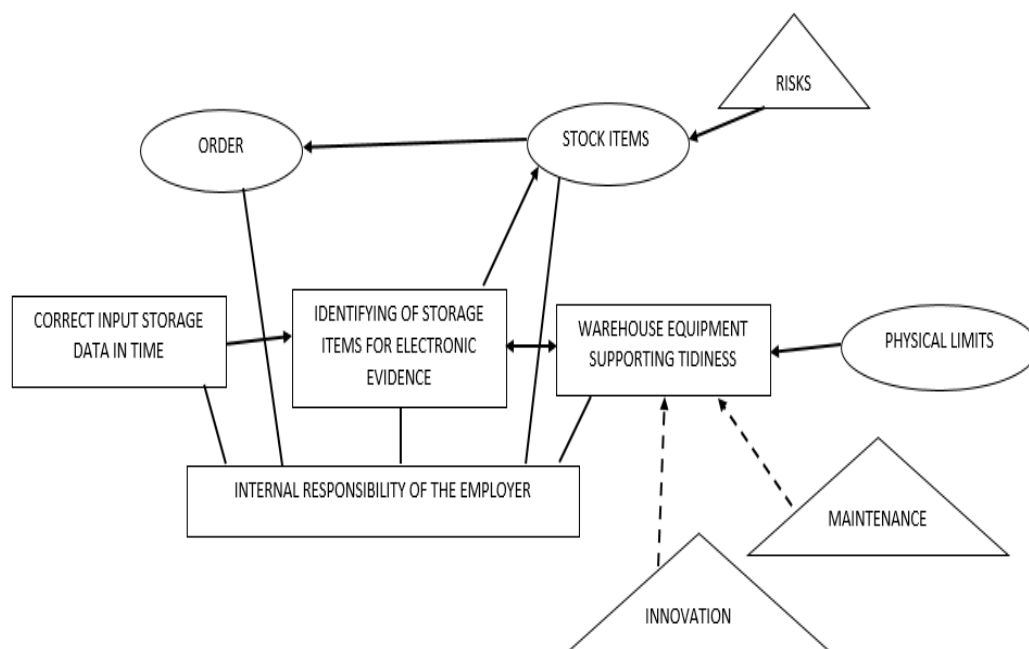 RISKS
ORDER
STOCK ITEMS
CORRECT INPUT STORAGE
DATA IN TIME
IDENTIFYING OF STORAGE
ITEMS FOR ELECTRONIC
EVIDENCE
WAREHOUSE EQUIPMENT
SUPPORTING TIDINESS
PHYSICAL LIMITS
INTERNAL RESPONSIBILITY OF THE EMPLOYER
MAINTENANCE
INNOVATION